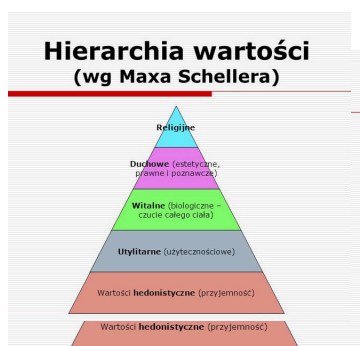 Hierarchia wartości
(wg Maxa Schellera)
Religijne
Duchowe (estetyczne,
prawne i poznawcze)
Witalne (biologiczne –
czucie całego ciała)
Utylitarne (użytecznościowe)
Wartości hedonistyczne (przyjemność)
Wartości hedonistyczne (przyjemność)